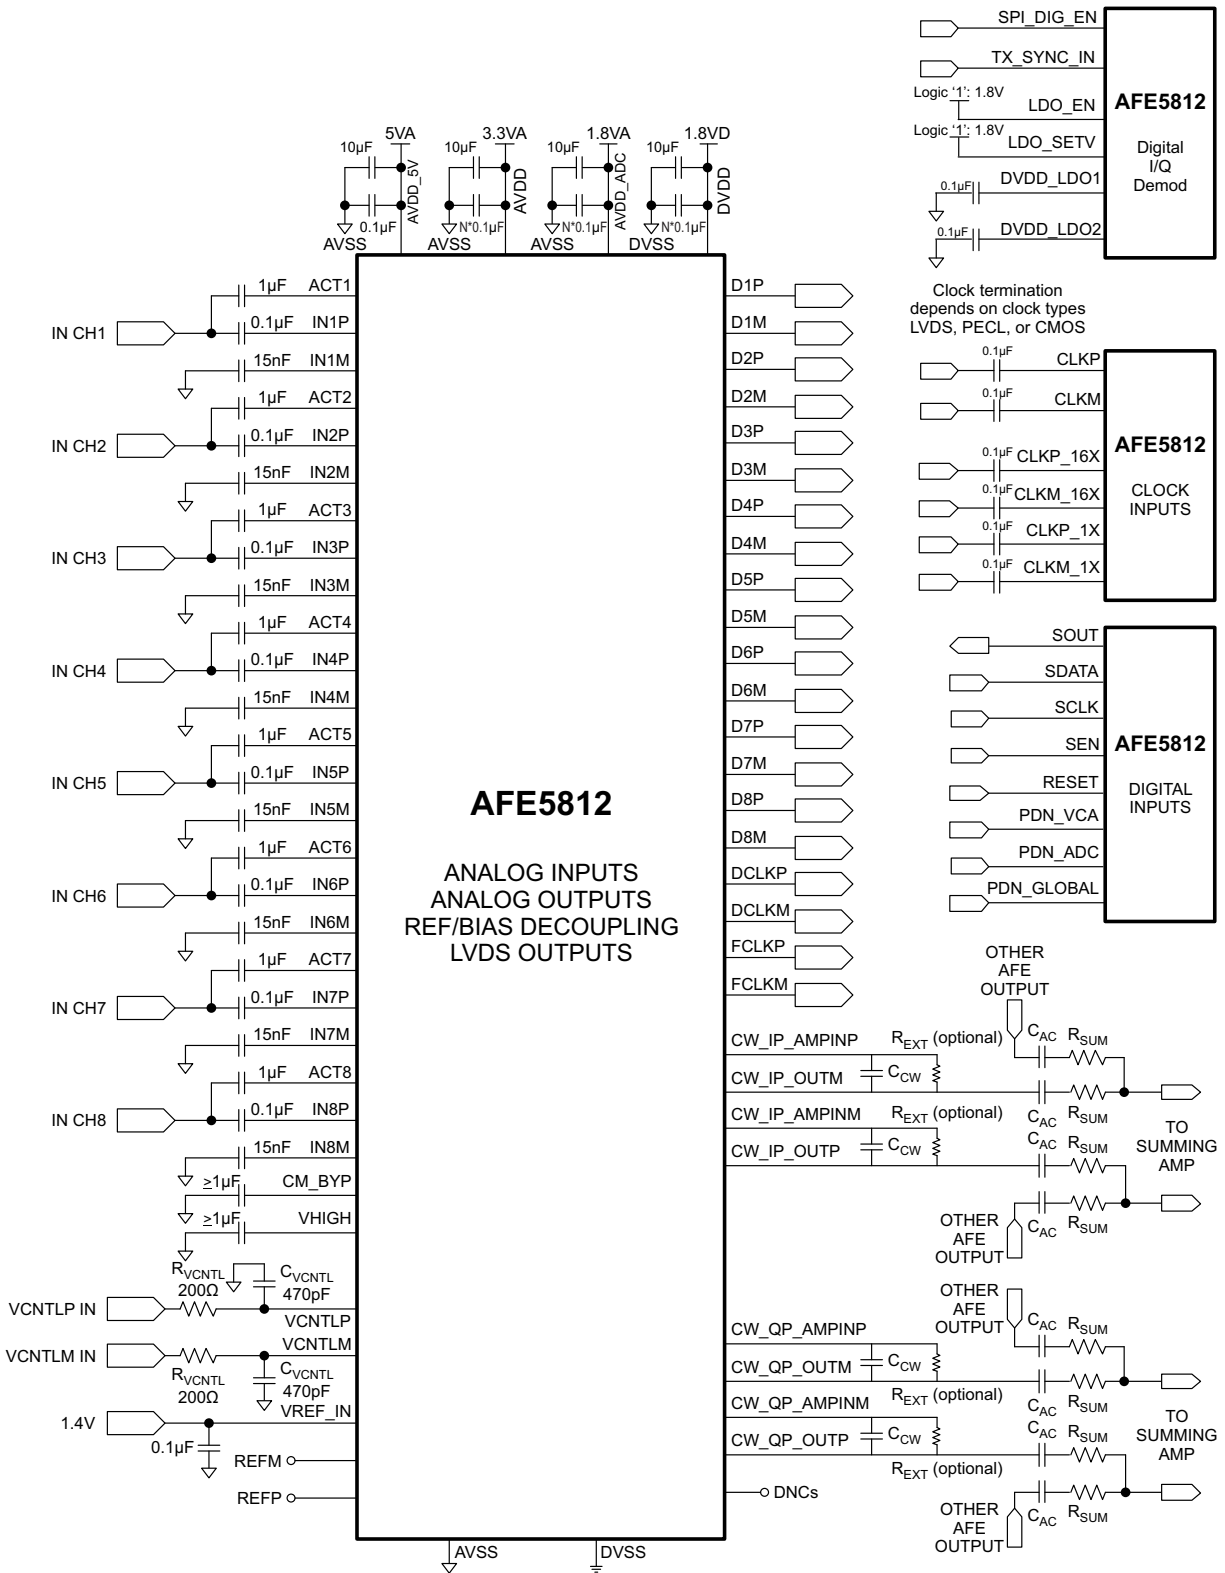 SPI_DIG_EN
TX_SYNC_IN
Logic ‘1’: 1.8V
LDO_EN
Logic ‘1’: 1.8V
LDO_SETV
0.1µF
DVDD_LDO1
0.1µF
DVDD_LDO2
AFE5812
Digital
I/Q
Demod
5VA
10µF
AVDD_5V
0.1µF
AVSS
3.3VA
10µF
AVDD
N*0.1µF
AVSS
1.8VA
10µF
AVDD_ADC
N*0.1µF
AVSS
1.8VD
10µF
DVDD
N*0.1µF
DVSS
IN CH1
1µF ACT1
0.1µF IN1P
15nF IN1M
IN CH2
1µF ACT2
0.1µF IN2P
15nF IN2M
IN CH3
1µF ACT3
0.1µF IN3P
15nF IN3M
IN CH4
1µF ACT4
0.1µF IN4P
15nF IN4M
IN CH5
1µF ACT5
0.1µF IN5P
15nF IN5M
IN CH6
1µF ACT6
0.1µF IN6P
15nF IN6M
IN CH7
1µF ACT7
0.1µF IN7P
15nF IN7M
IN CH8
1µF ACT8
0.1µF IN8P
15nF IN8M
≥1µF CM_BYP
≥1µF VHIGH
RVCNTL
200Ω
CVCNTL
470pF
VCNTLP IN
VCNTLP
VCNTLM IN
VCNTLM
RVCNTL
200Ω
CVCNTL
470pF
1.4V
VREF_IN
0.1µF
REFM
REFP
AFE5812
ANALOG INPUTS
ANALOG OUTPUTS
REF/BIAS DECOUPLING
LVDS OUTPUTS
AVSS
DVSS
D1P
D1M
D2P
D2M
D3P
D3M
D4P
D4M
D5P
D5M
D6P
D6M
D7P
D7M
D8P
D8M
DCLKP
DCLKM
FCLKP
FCLKM
Clock termination
depends on clock types
LVDS, PECL, or CMOS
0.1µF
CLKP
0.1µF
CLKM
0.1µF
CLKP_16X
0.1µF
CLKM_16X
0.1µF
CLKP_1X
0.1µF
CLKM_1X
AFE5812
CLOCK
INPUTS
SOUT
SDATA
SCLK
SEN
RESET
PDN_VCA
PDN_ADC
PDN_GLOBAL
AFE5812
DIGITAL
INPUTS
OTHER
AFE
OUTPUT
CW_IP_AMPINP
REXT (optional)
CAC
RSUM
CW_IP_OUTM
CCW
CAC
RSUM
CW_IP_AMPINM
REXT (optional)
CAC
RSUM
CW_IP_OUTP
CCW
TO
SUMMING
AMP
OTHER
AFE
OUTPUT
CAC
RSUM
OTHER
AFE
OUTPUT
CAC
RSUM
CW_QP_AMPINP
CW_QP_OUTM
CCW
REXT (optional)
CAC
RSUM
CW_QP_AMPINM
CAC
RSUM
CW_QP_OUTP
CCW
REXT (optional)
TO
SUMMING
AMP
DNCs
OTHER
AFE
OUTPUT
CAC
RSUM